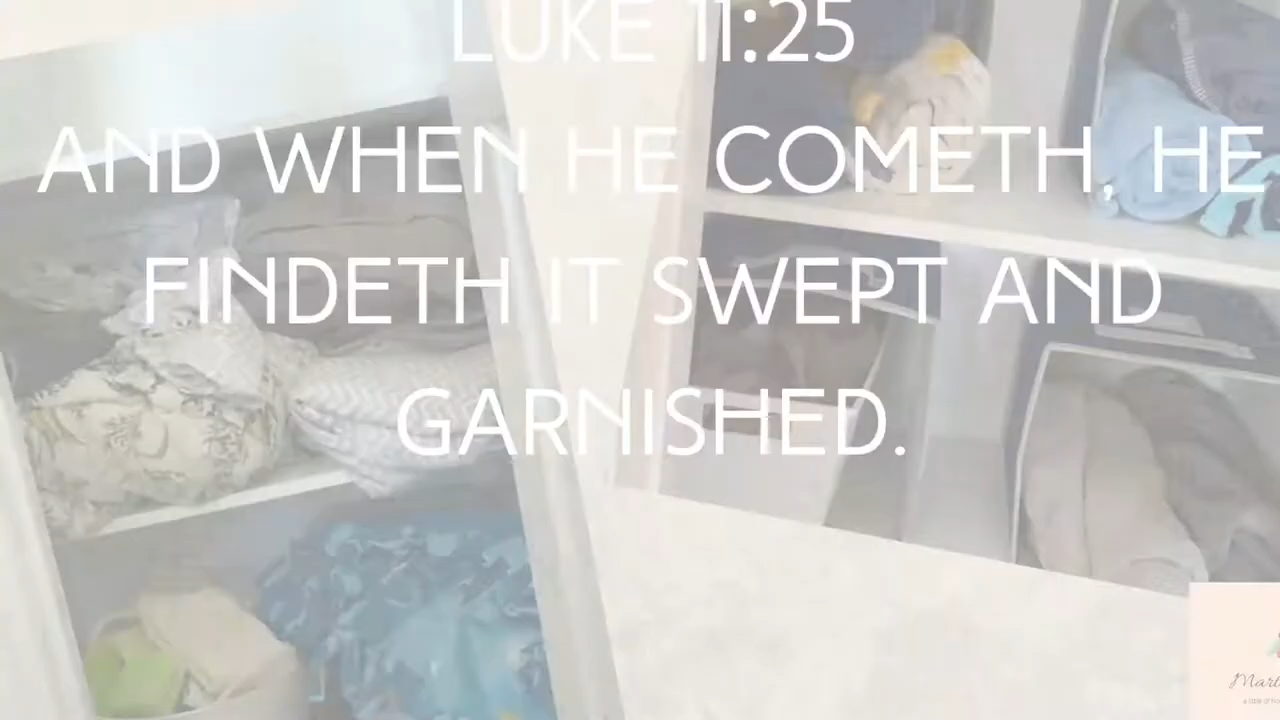 LUKE 11:25
AND WHEN HE COMETH, HE
FINDETH IT SWEPT AND
GARNISHED.